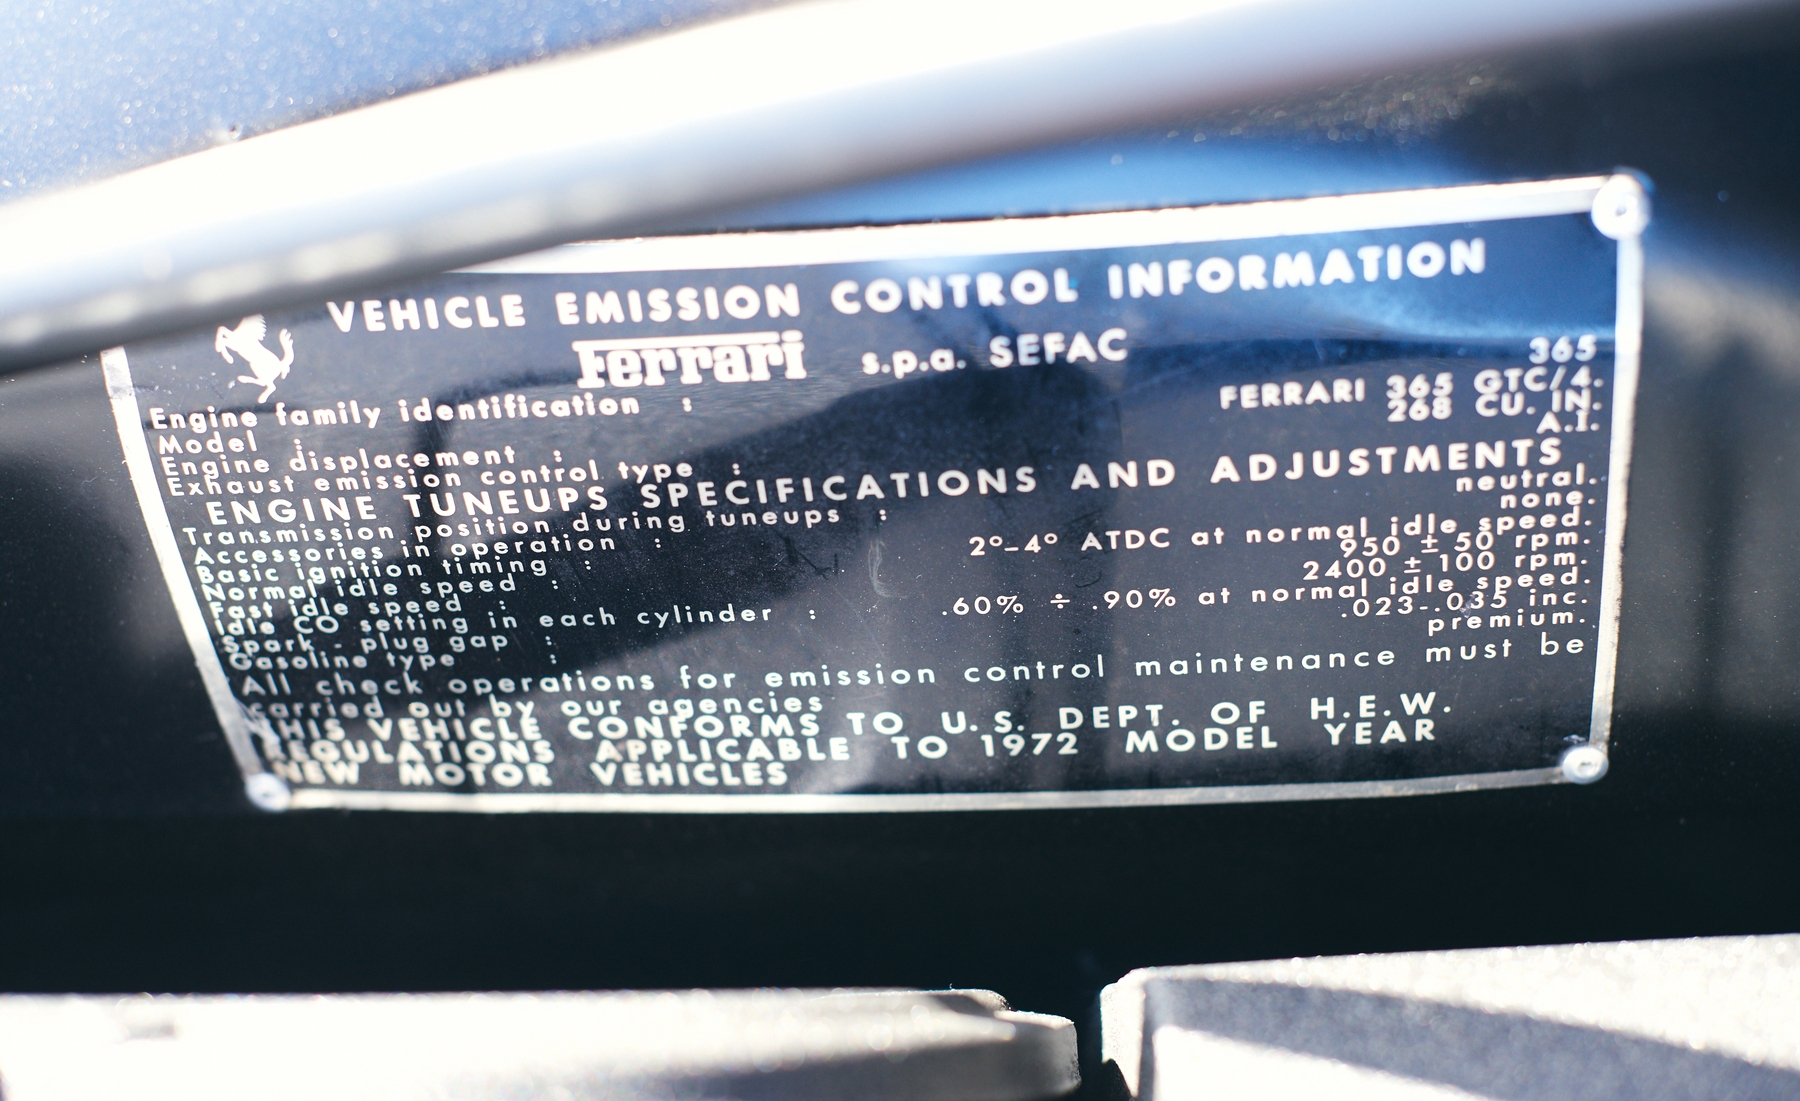 VEHICLE EMISSION CONTROL INFORMATION
Ferrari s.p.a. SEFAC
Engine family identification : 365
Model : FERRARI 365 GTC/4.
Engine displacement : 268 CU. IN.
Exhaust emission control type : A.I.
ENGINE TUNEUPS SPECIFICATIONS AND ADJUSTMENTS
Transmission position during tuneups : neutral.
Accessories in operation : none.
Basic ignition timing : 2°-4° ATDC at normal idle speed.
Normal idle speed : 950 ± 50 rpm.
Fast idle speed : 2400 ± 100 rpm.
Idle CO setting in each cylinder : .60% ÷ .90% at normal idle speed.
Spark - plug gap : .023-.035 inc.
Gasoline type : premium.
All check operations for emission control maintenance must be
carried out by our agencies
THIS VEHICLE CONFORMS TO U.S. DEPT. OF H.E.W.
REGULATIONS APPLICABLE TO 1972 MODEL YEAR
NEW MOTOR VEHICLES